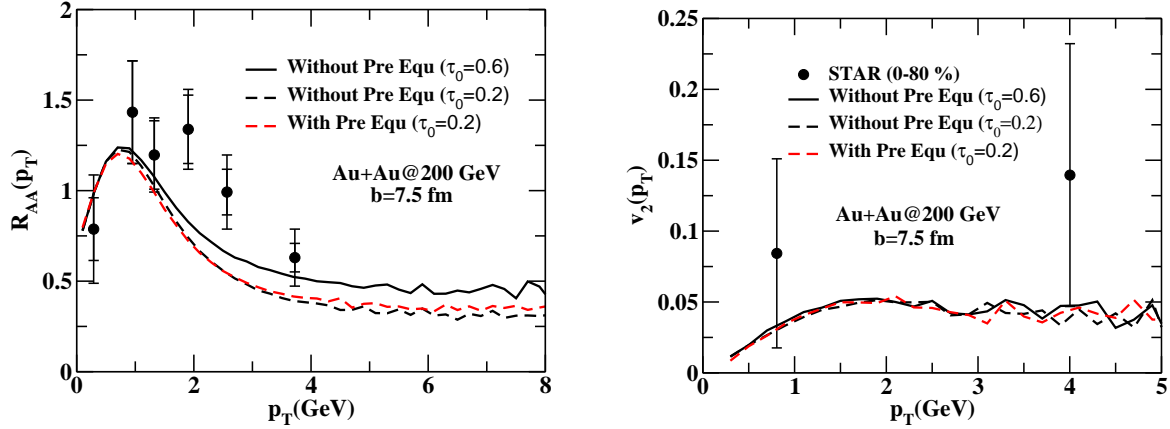 2
1.5
1
0.5
0
R_AA(p_T)
Without Pre Equ (τ₀=0.6)
Without Pre Equ (τ₀=0.2)
With Pre Equ (τ₀=0.2)
Au+Au@200 GeV
b=7.5 fm
0 2 4 6 8
p_T(GeV)
0.25
0.2
0.15
0.1
0.05
0
v_2(p_T)
STAR (0-80 %)
Without Pre Equ (τ₀=0.6)
Without Pre Equ (τ₀=0.2)
With Pre Equ (τ₀=0.2)
Au+Au@200 GeV
b=7.5 fm
0 1 2 3 4 5
p_T(GeV)